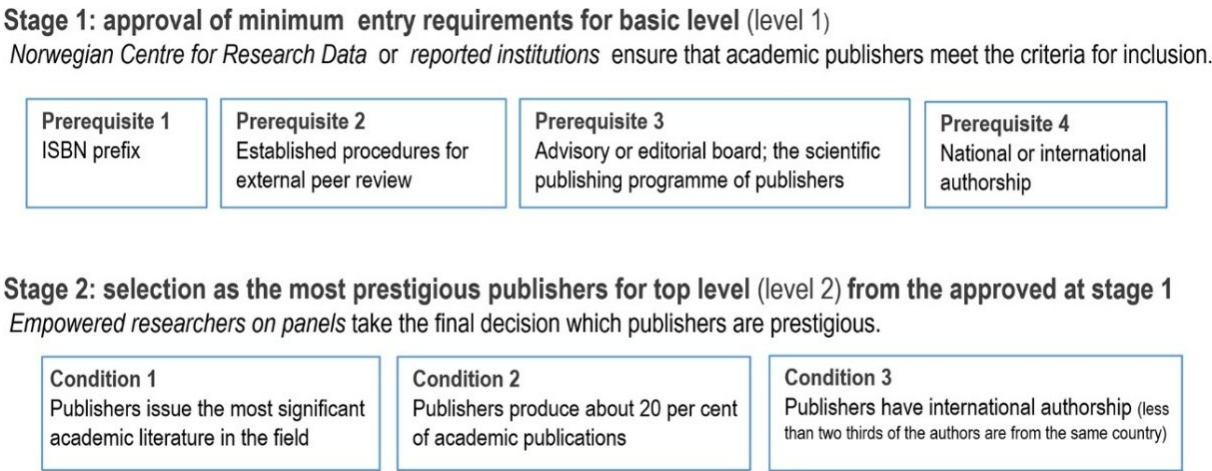 Stage 1: approval of minimum entry requirements for basic level (level 1)
Norwegian Centre for Research Data or reported institutions ensure that academic publishers meet the criteria for inclusion.
Prerequisite 1
ISBN prefix
Prerequisite 2
Established procedures for
external peer review
Prerequisite 3
Advisory or editorial board; the scientific
publishing programme of publishers
Prerequisite 4
National or international
authorship
Stage 2: selection as the most prestigious publishers for top level (level 2) from the approved at stage 1
Empowered researchers on panels take the final decision which publishers are prestigious.
Condition 1
Publishers issue the most significant
academic literature in the field
Condition 2
Publishers produce about 20 per cent
of academic publications
Condition 3
Publishers have international authorship (less
than two thirds of the authors are from the same country)